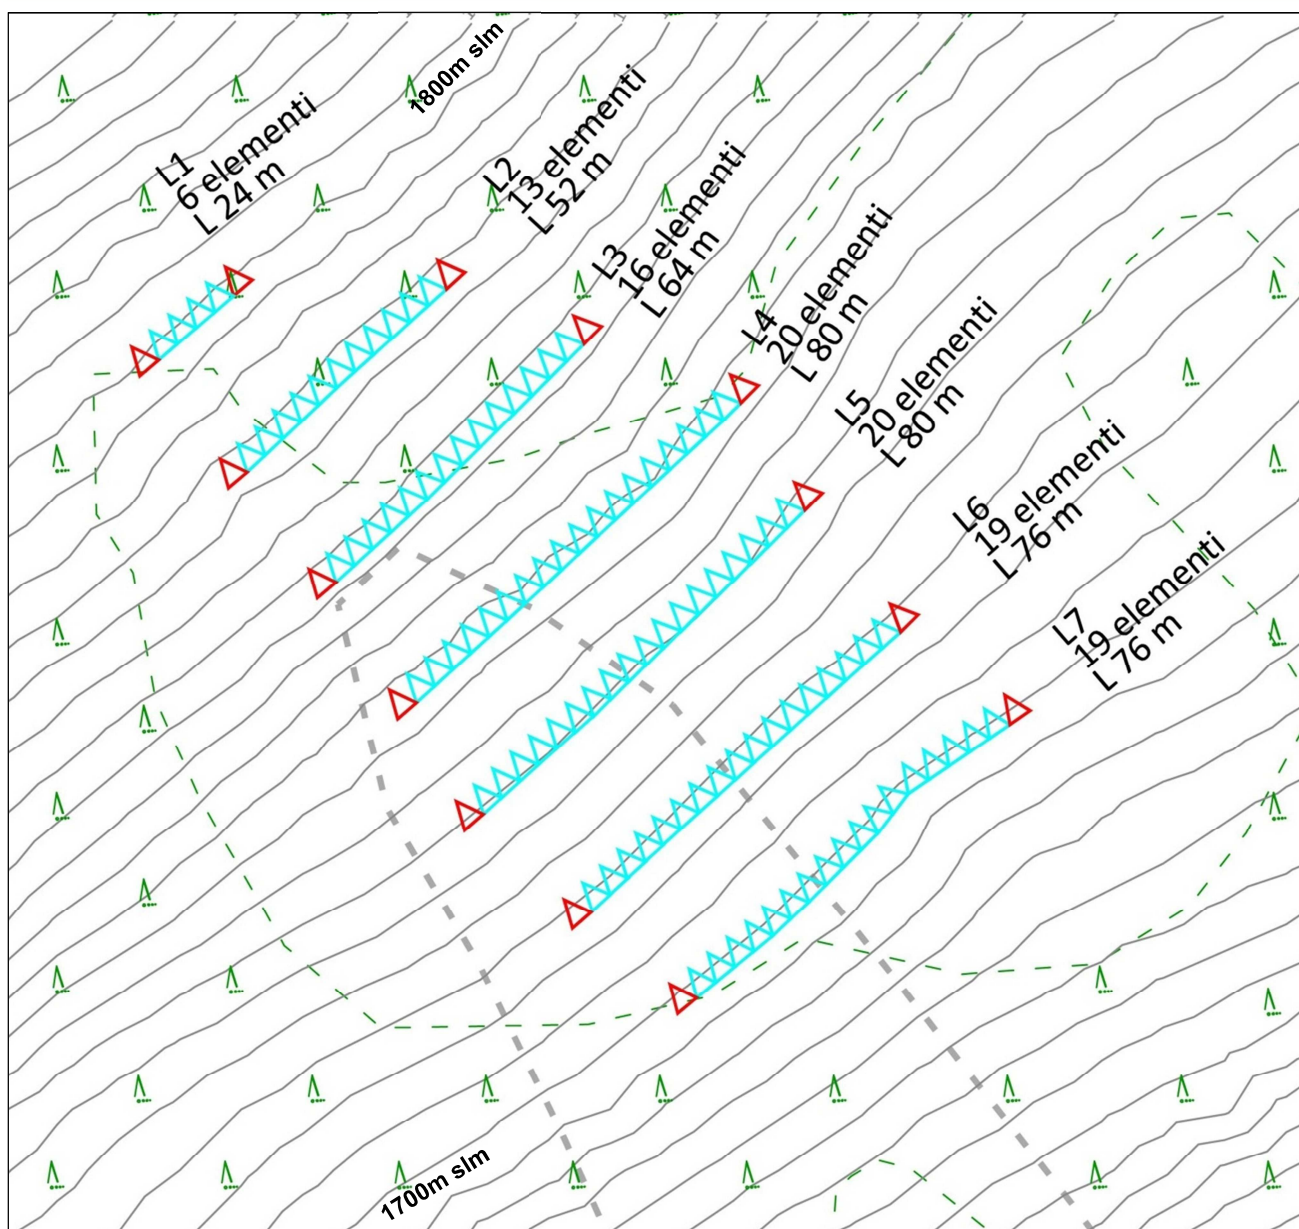 1800m slm
L1
6 elementi
L 24 m
L2
13 elementi
L 52 m
L3
16 elementi
L 64 m
L4
20 elementi
L 80 m
L5
20 elementi
L 80 m
L6
19 elementi
L 76 m
L7
19 elementi
L 76 m
1700m slm